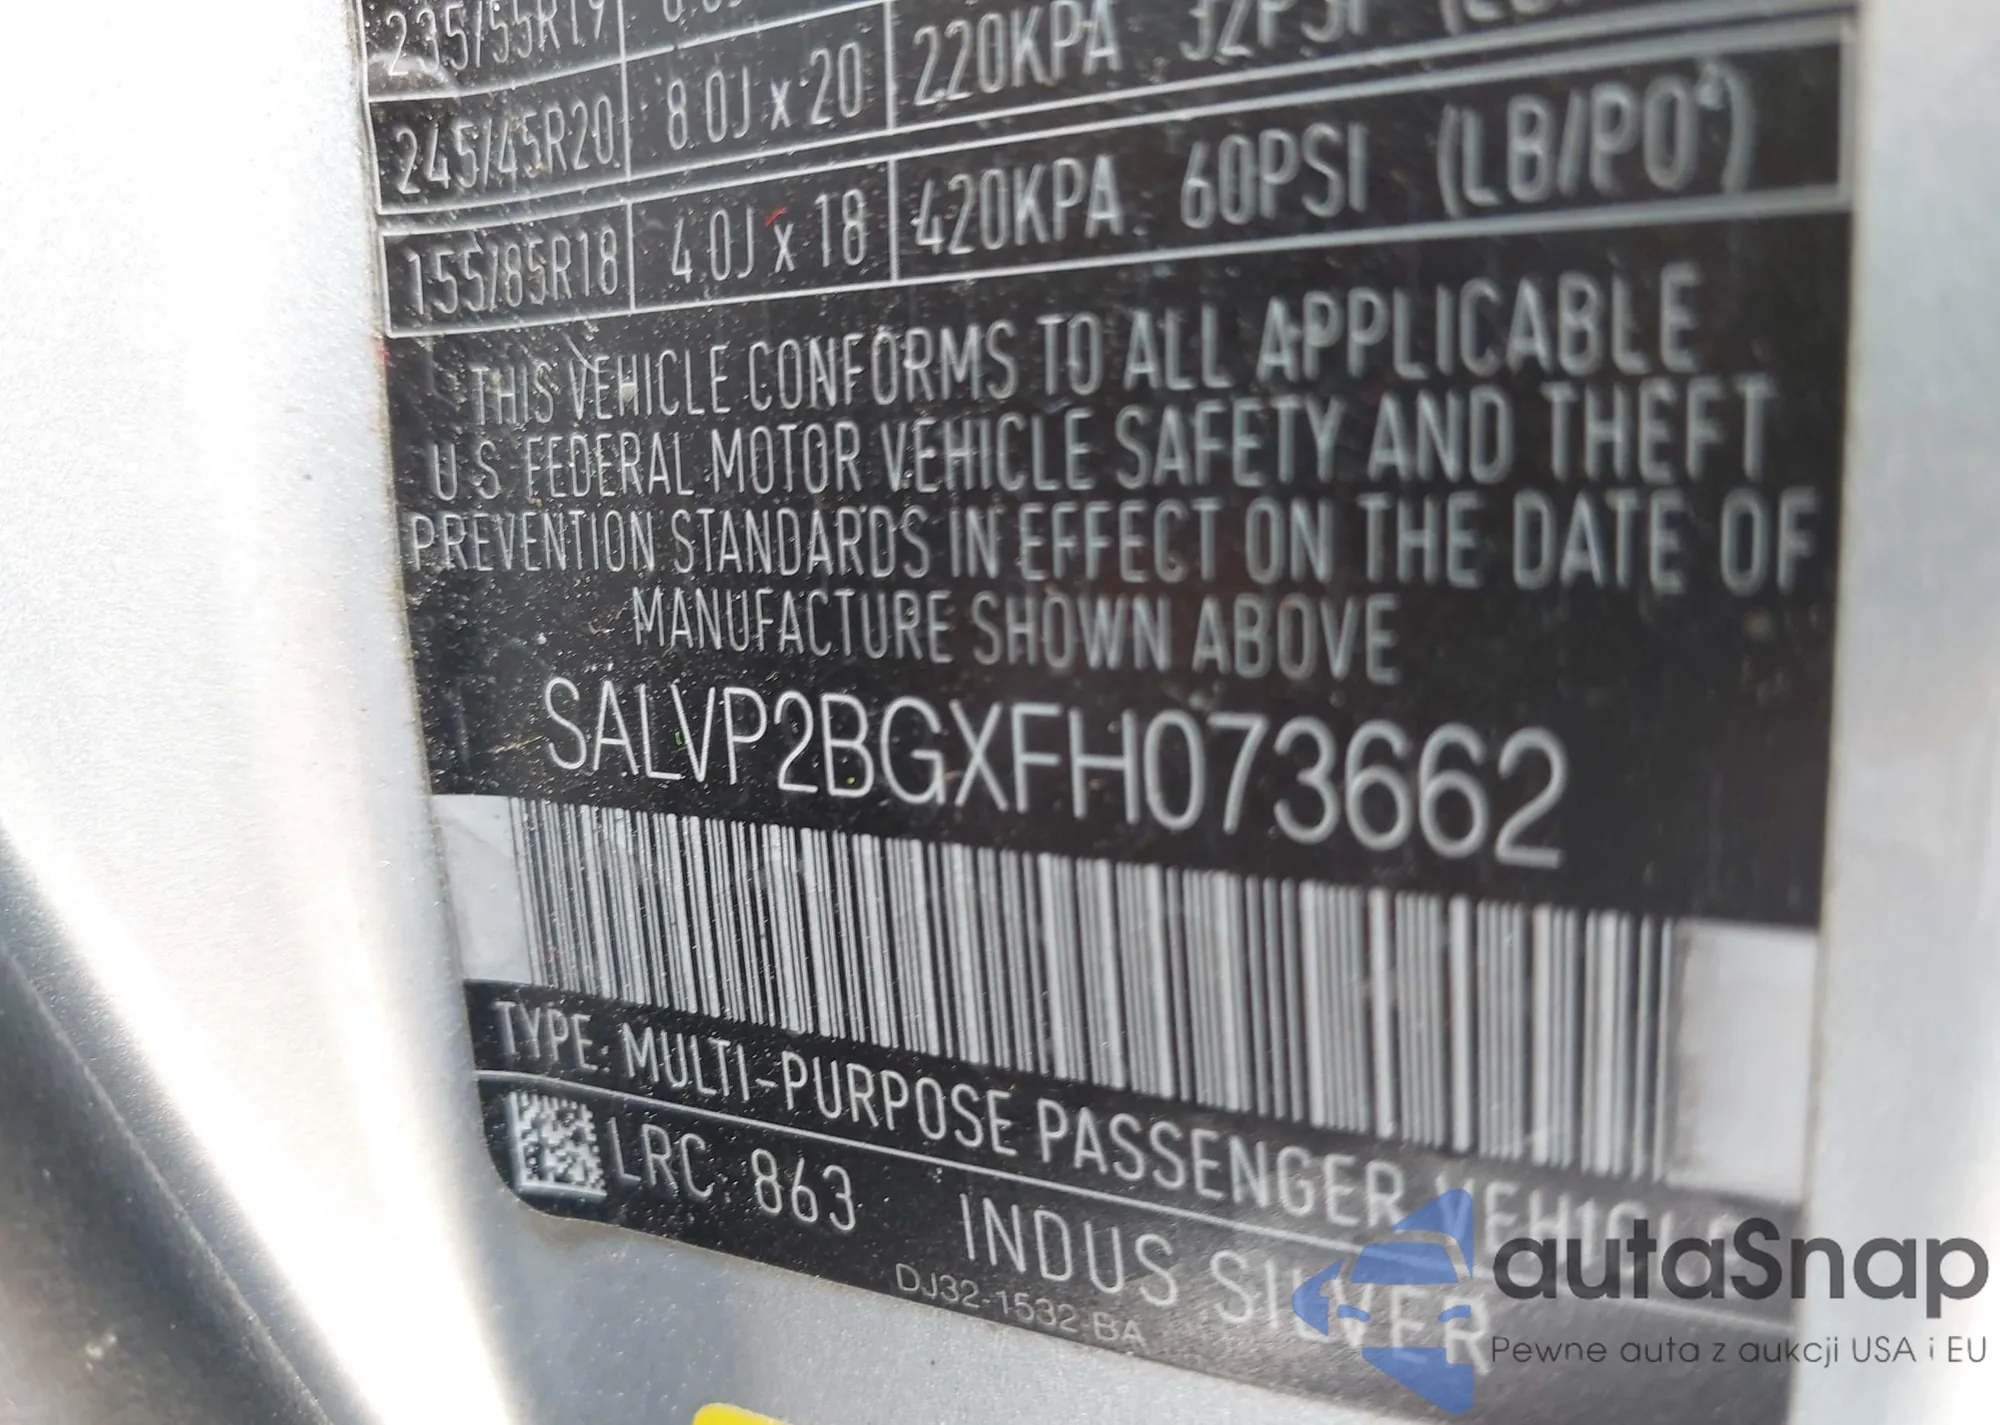 235/55R19
245/45R20 8.0J x 20 220KPA 32PSI
155/85R18 4.0J x 18 420KPA 60PSI (LB/PO²)
THIS VEHICLE CONFORMS TO ALL APPLICABLE
U.S FEDERAL MOTOR VEHICLE SAFETY AND THEFT
PREVENTION STANDARDS IN EFFECT ON THE DATE OF
MANUFACTURE SHOWN ABOVE
SALVP2BGXFH073662
TYPE: MULTI-PURPOSE PASSENGER VEHICLE
LRC: 863 INDUS SILVER
DJ32-1532-BA
autaSnap
Pewne auta z aukcji USA i EU